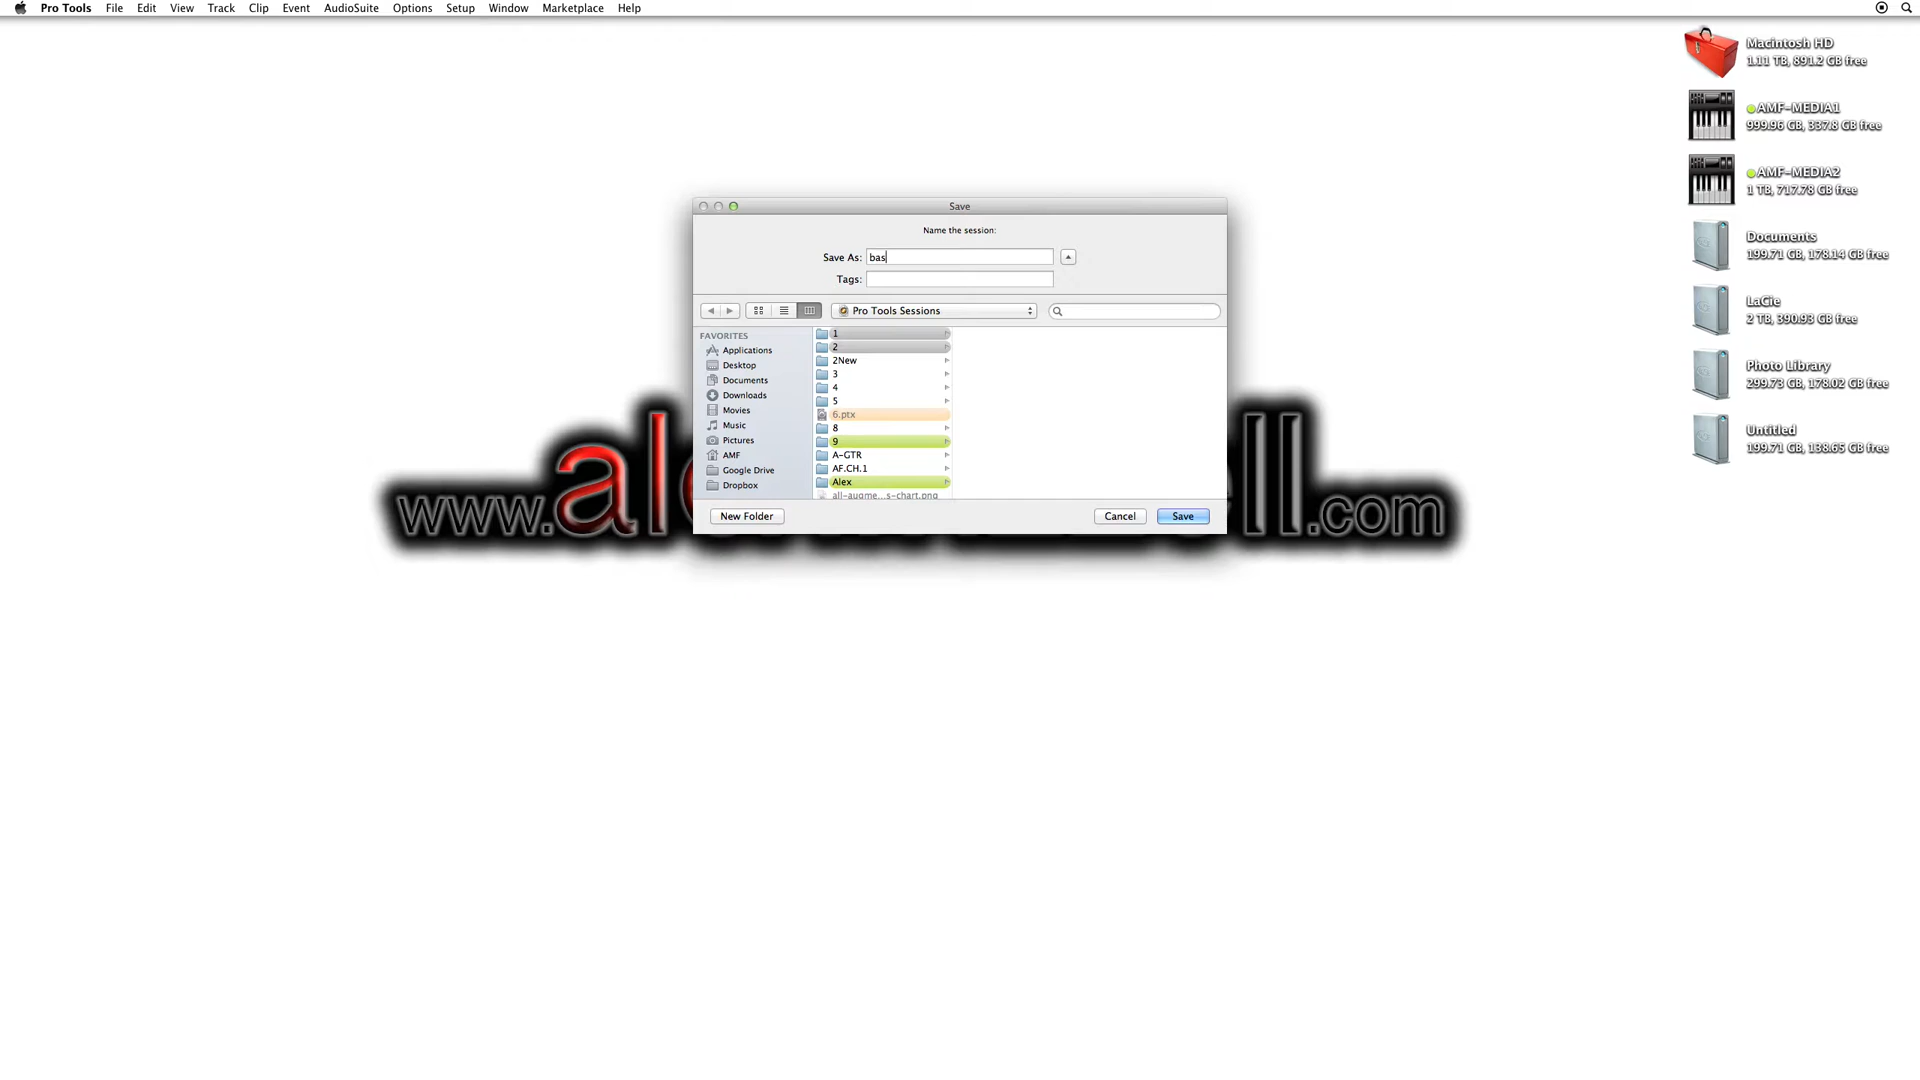 Pro Tools File Edit View Track Clip Event AudioSuite Options Setup Window Marketplace Help
Macintosh HD
1.11 TB, 891.2 GB free
AMF-MEDIA1
999.96 GB, 337.8 GB free
AMF-MEDIA2
1 TB, 717.78 GB free
Documents
199.71 GB, 178.14 GB free
LaCie
2 TB, 390.93 GB free
Photo Library
299.73 GB, 178.02 GB free
Untitled
199.71 GB, 138.65 GB free
Save
Name the session:
Save As: bas
Tags:
Pro Tools Sessions
FAVORITES
Applications
Desktop
Documents
Downloads
Movies
Music
Pictures
AMF
Google Drive
Dropbox
1
2
2New
3
4
5
6.ptx
8
9
A-GTR
AF.CH.1
Alex
all-augme...s-chart.png
New Folder Cancel Save
www.al ll.com